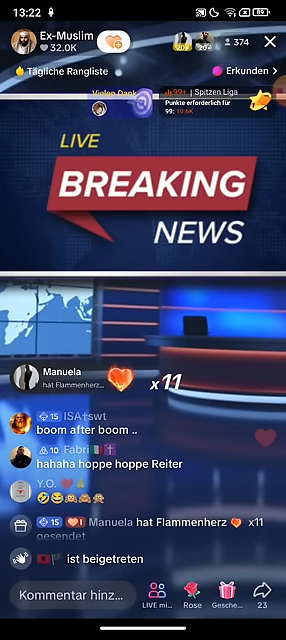 13:22
89
Ex-Muslim
32.0K
374
Tägliche Rangliste
Erkunden >
Vielen Dank
99+ | Spitzen Liga
Punkte erforderlich für
99: 10.6K
LIVE
BREAKING
NEWS
Manuela
hat Flammenherz...
x11
15 ISA†swt
boom after boom ..
10 Fabri🇮🇹✝️
hahaha hoppe hoppe Reiter
Y.O. ❤️🙏
🤣😂🙈🙈🙊
15 I Manuela hat Flammenherz x11
gesendet
ist beigetreten
Kommentar hinz...
LIVE mi...
Rose
Gesche...
23